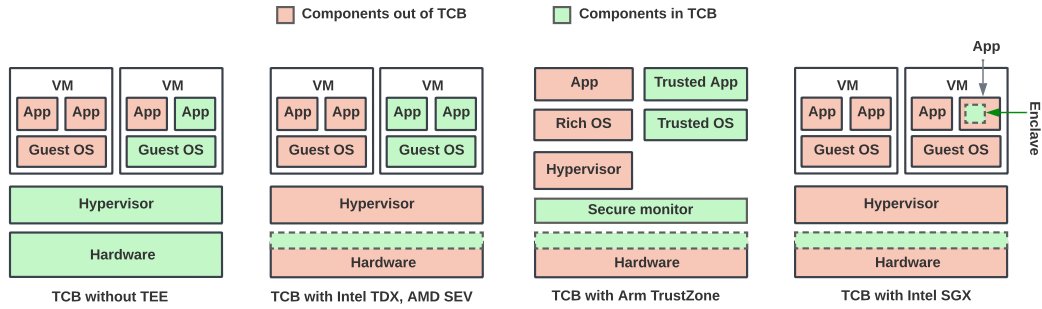 Components out of TCB
Components in TCB
VM
App App
Guest OS
VM
App App
Guest OS
Hypervisor
Hardware
TCB without TEE
VM
App App
Guest OS
VM
App App
Guest OS
Hypervisor
Hardware
TCB with Intel TDX, AMD SEV
App
Trusted App
Rich OS
Trusted OS
Hypervisor
Secure monitor
Hardware
TCB with Arm TrustZone
App
VM
App App
Guest OS
VM
App
Guest OS
Enclave
Hypervisor
Hardware
TCB with Intel SGX